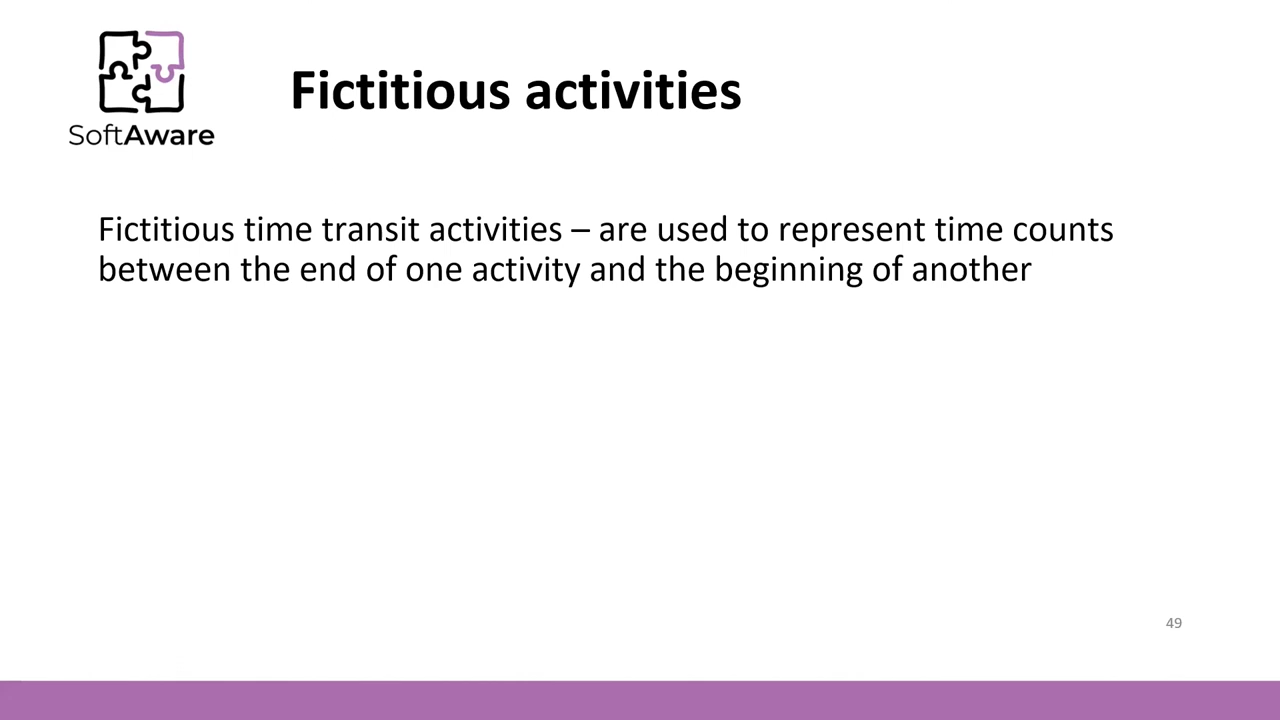 SoftAware
Fictitious activities
Fictitious time transit activities – are used to represent time counts
between the end of one activity and the beginning of another
49